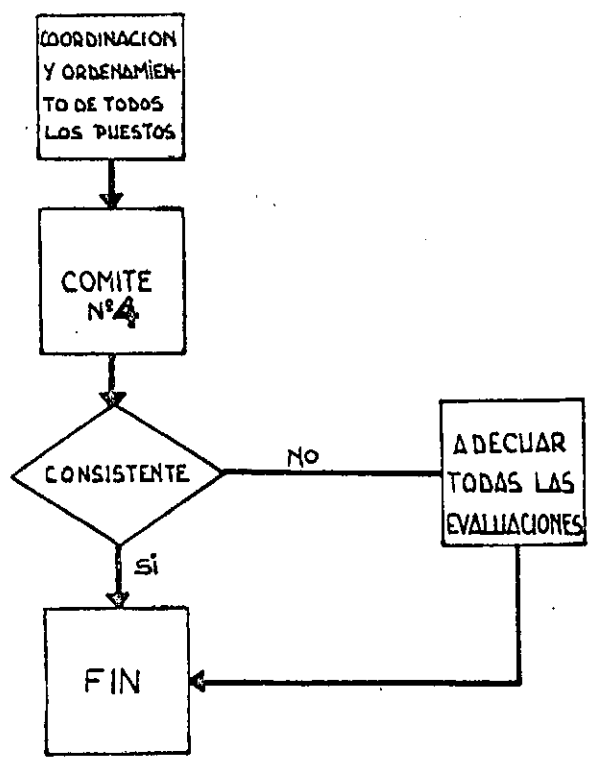 COORDINACION
Y ORDENAMIEN-
TO DE TODOS
LOS PUESTOS
COMITE
Nº4
CONSISTENTE
NO
ADECUAR
TODAS LAS
EVALUACIONES
Si
FIN